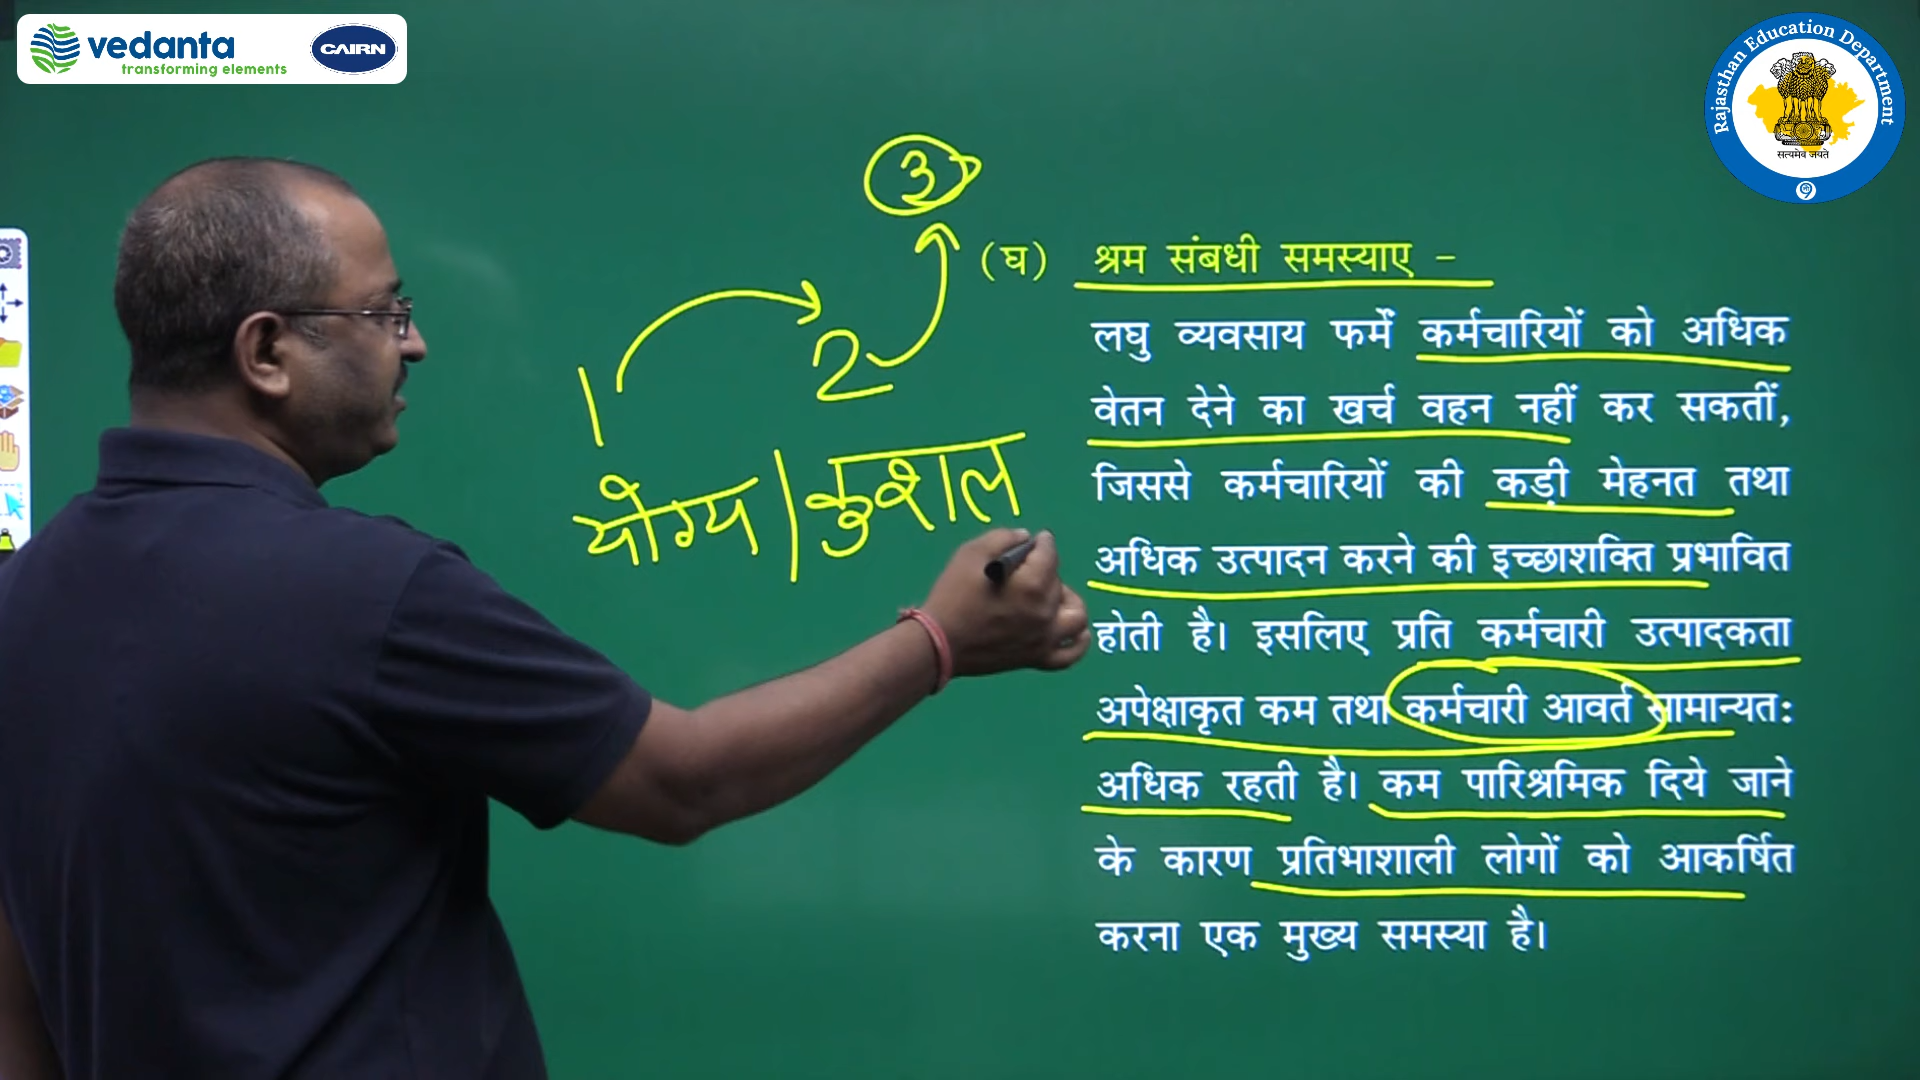 vedanta
transforming elements
CAIRN
Rajasthan Education Department
सत्यमेव जयते
3
1
2
योग्य | कुशल
(घ) श्रम संबधी समस्याए –
लघु व्यवसाय फर्में कर्मचारियों को अधिक
वेतन देने का खर्च वहन नहीं कर सकतीं,
जिससे कर्मचारियों की कड़ी मेहनत तथा
अधिक उत्पादन करने की इच्छाशक्ति प्रभावित
होती है। इसलिए प्रति कर्मचारी उत्पादकता
अपेक्षाकृत कम तथा कर्मचारी आवर्त सामान्यतः
अधिक रहती है। कम पारिश्रमिक दिये जाने
के कारण प्रतिभाशाली लोगों को आकर्षित
करना एक मुख्य समस्या है।